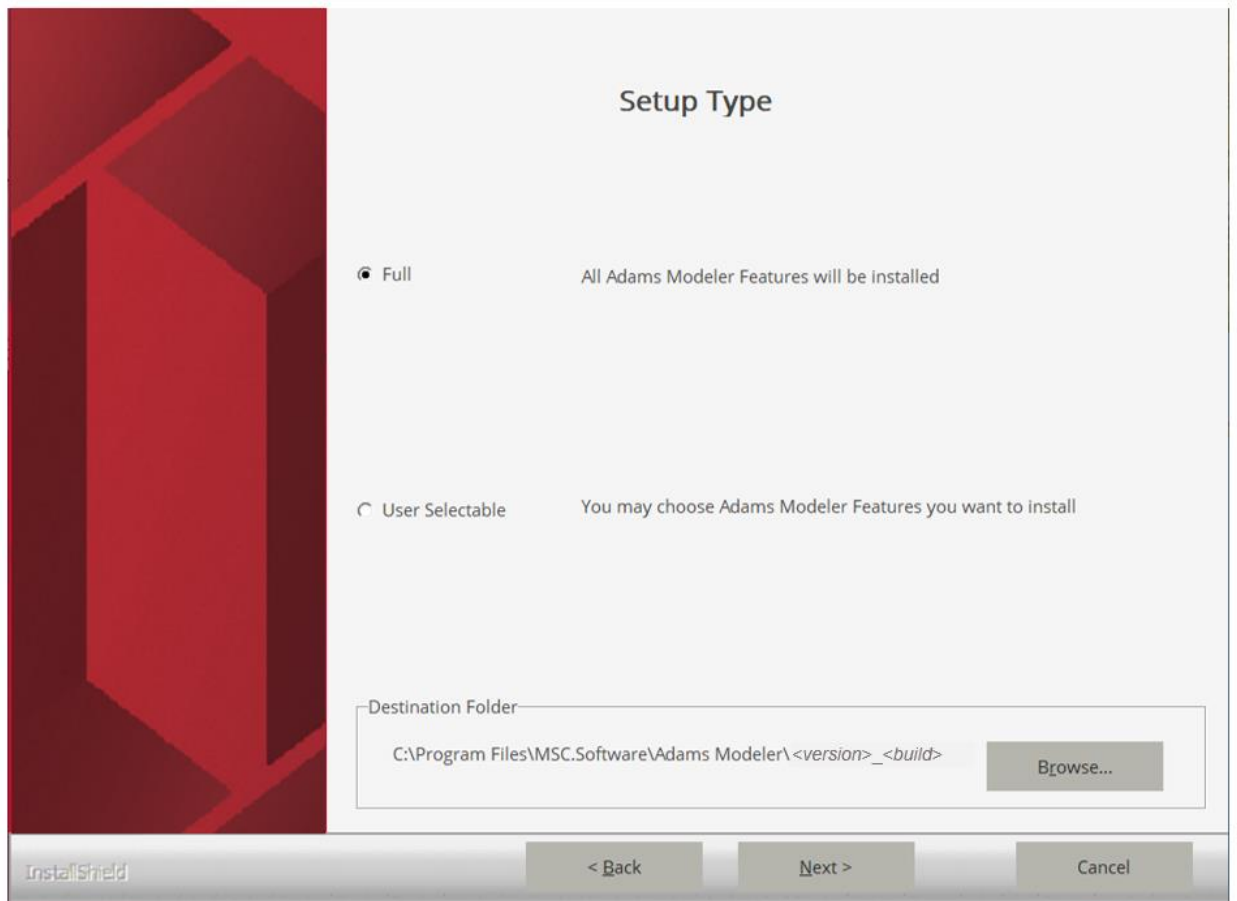 Setup Type
Full
All Adams Modeler Features will be installed
User Selectable
You may choose Adams Modeler Features you want to install
Destination Folder
C:\Program Files\MSC.Software\Adams Modeler\<version>_<build>
Browse...
InstallShield
< Back
Next >
Cancel